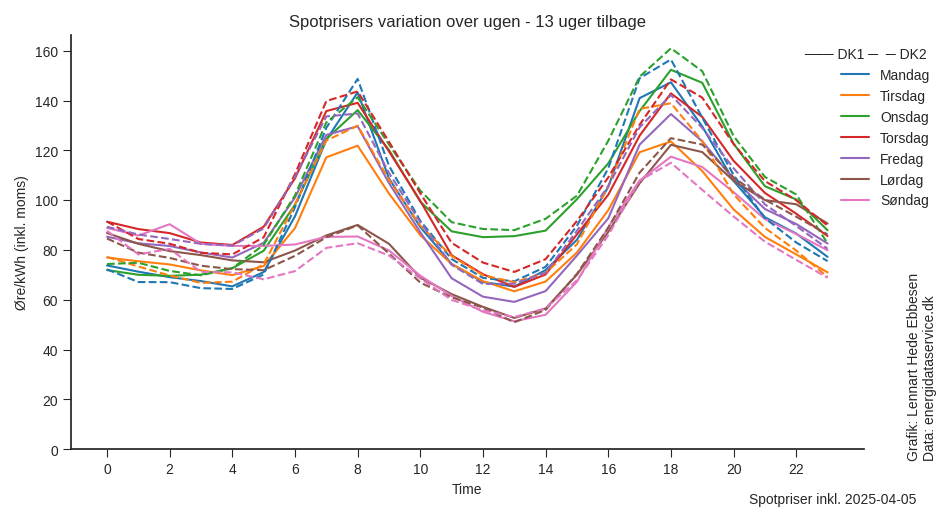 Spotprisers variation over ugen - 13 uger tilbage
Øre/kWh (inkl. moms)
160
140
120
100
80
60
40
20
0
0 2 4 6 8 10 12 14 16 18 20 22
Time
DK1 DK2
Mandag
Tirsdag
Onsdag
Torsdag
Fredag
Lørdag
Søndag
Grafik: Lennart Hede Ebbesen
Data: energidataservice.dk
Spotpriser inkl. 2025-04-05